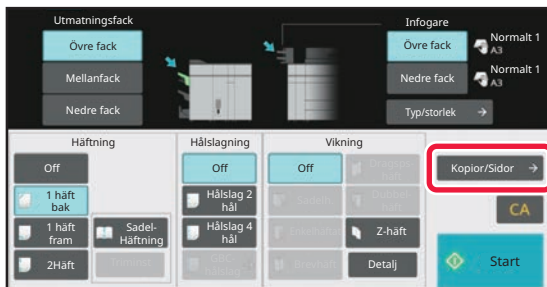 Utmatningsfack
Infogare
Övre fack
Mellanfack
Nedre fack
Övre fack
Normalt 1
A3
Nedre fack
Normalt 1
A3
Typ/storlek
Häftning
Hålslagning
Vikning
Off
1 häft
bak
1 häft
fram
2Häft
Sadel-
Häftning
Off
Hålslag 2
hål
Hålslag 4
hål
Off
Z-häft
Detalj
Kopior/Sidor
CA
Start